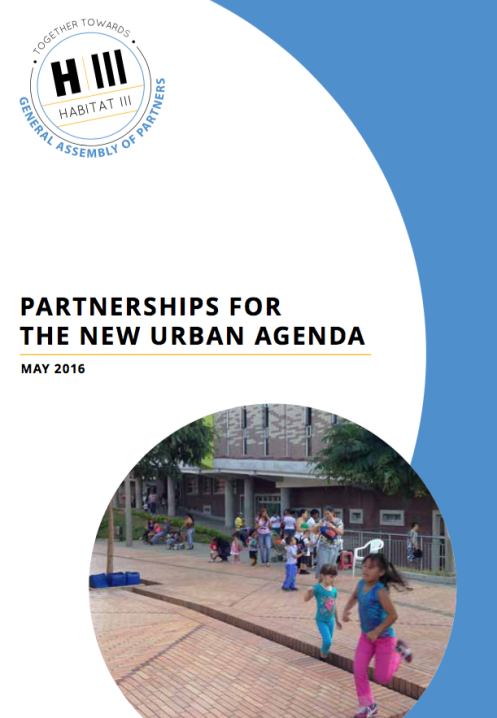 TOGETHER TOWARDS
H III
HABITAT III
GENERAL ASSEMBLY OF PARTNERS
PARTNERSHIPS FOR
THE NEW URBAN AGENDA
MAY 2016